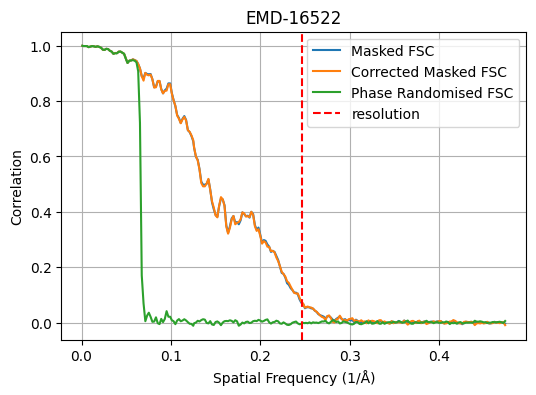 EMD-16522
Masked FSC
Corrected Masked FSC
Phase Randomised FSC
resolution
Correlation
1.0
0.8
0.6
0.4
0.2
0.0
0.0 0.1 0.2 0.3 0.4
Spatial Frequency (1/Å)